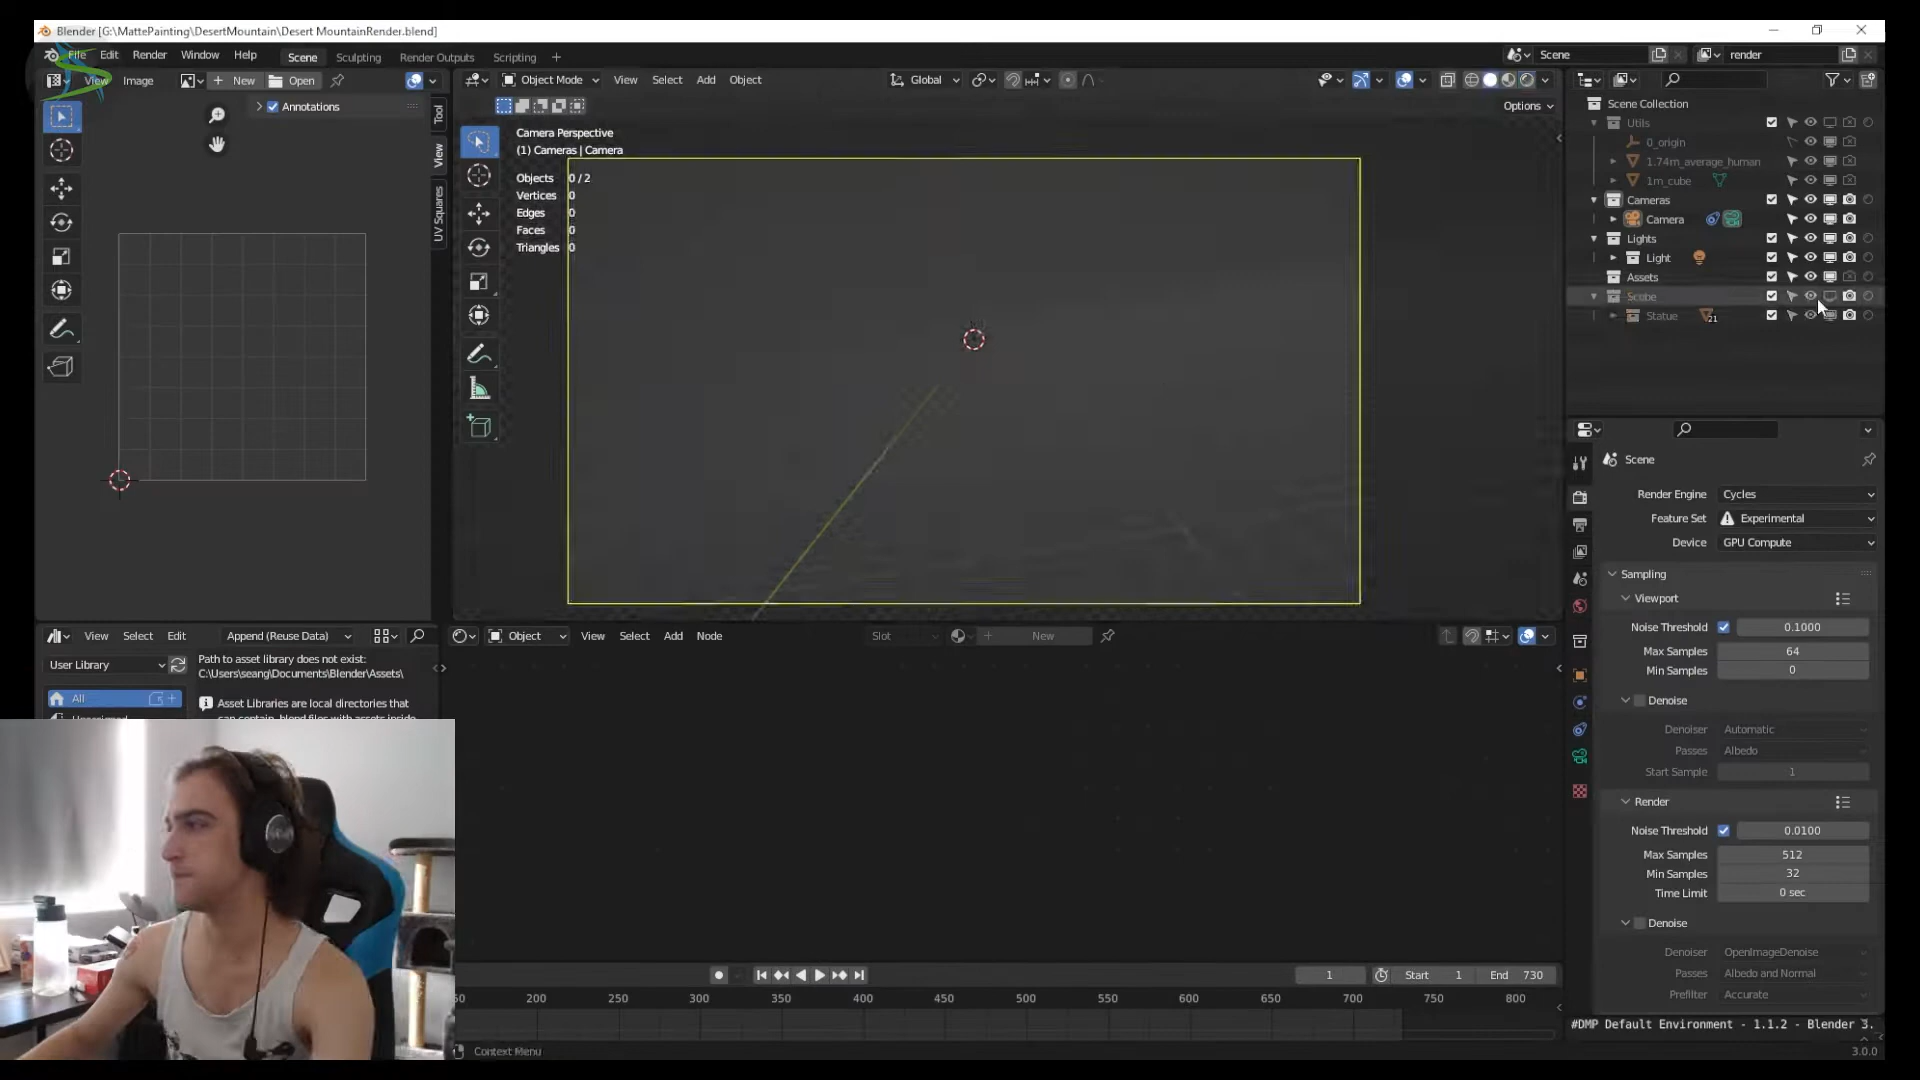 Blender [G:\MattePainting\DesertMountain\Desert MountainRender.blend]
File Edit Render Window Help Scene Sculpting Render Outputs Scripting + Scene render
View Image New Open Object Mode View Select Add Object Global
Annotations
Options
Tool
View
UV Squares
Camera Perspective
(1) Cameras | Camera
Objects 0 / 2
Vertices 0
Edges 0
Faces 0
Triangles 0
Scene Collection
Utils
0_origin
1.74m_average_human
1m_cube
Cameras
Camera
Lights
Light
Assets
Scebe
Statue 21
Scene
Render Engine Cycles
Feature Set Experimental
Device GPU Compute
Sampling
Viewport
Noise Threshold 0.1000
Max Samples 64
Min Samples 0
Denoise
Denoiser Automatic
Passes Albedo
Start Sample 1
Render
Noise Threshold 0.0100
Max Samples 512
Min Samples 32
Time Limit 0 sec
Denoise
Denoiser OpenImageDenoise
Passes Albedo and Normal
Prefilter Accurate
#DMP Default Environment - 1.1.2 - Blender 3.
3.0.0
View Select Edit Append (Reuse Data)
User Library
All
Path to asset library does not exist:
C:\Users\seang\Documents\Blender\Assets\
Asset Libraries are local directories that
can contain .blend files with assets inside
Object View Select Add Node Slot New
1 Start 1 End 730
50 200 250 300 350 400 450 500 550 600 650 700 750 800
Context Menu